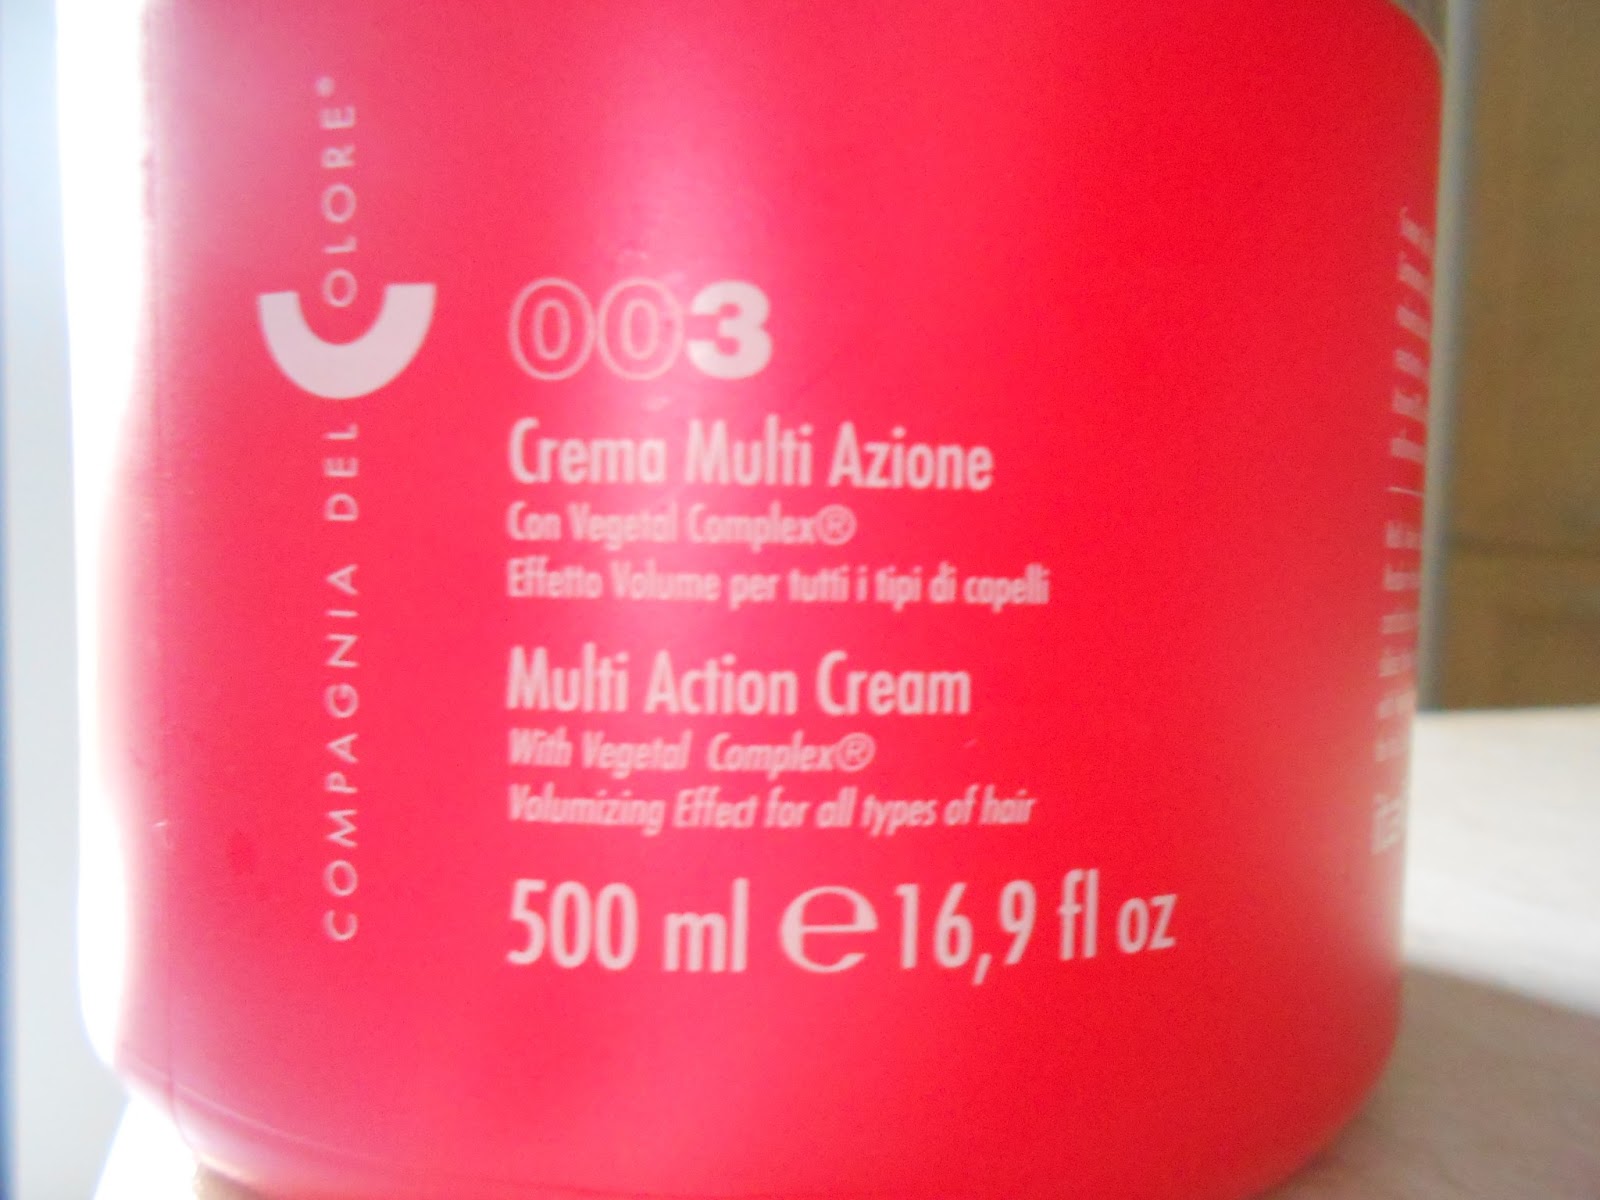 COMPAGNIA DEL COLORE®
003
Crema Multi Azione
Con Vegetal Complex®
Effetto Volume per tutti i tipi di capelli
Multi Action Cream
With Vegetal Complex®
Volumizing Effect for all types of hair
500 ml e 16,9 fl oz